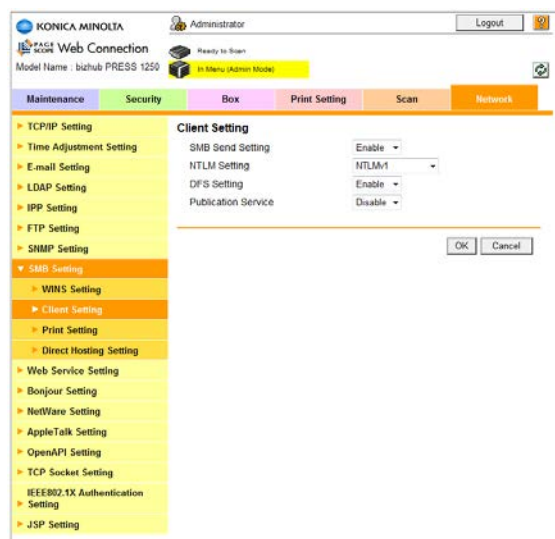 KONICA MINOLTA
Administrator
Logout
PAGE SCOPE Web Connection
Ready to Scan
Model Name : bizhub PRESS 1250
In Menu (Admin Mode)
Maintenance
Security
Box
Print Setting
Scan
Network
TCP/IP Setting
Time Adjustment Setting
E-mail Setting
LDAP Setting
IPP Setting
FTP Setting
SNMP Setting
SMB Setting
WINS Setting
Client Setting
Print Setting
Direct Hosting Setting
Web Service Setting
Bonjour Setting
NetWare Setting
AppleTalk Setting
OpenAPI Setting
TCP Socket Setting
IEEE802.1X Authentication
Setting
JSP Setting
Client Setting
SMB Send Setting Enable
NTLM Setting NTLMv1
DFS Setting Enable
Publication Service Disable
OK Cancel